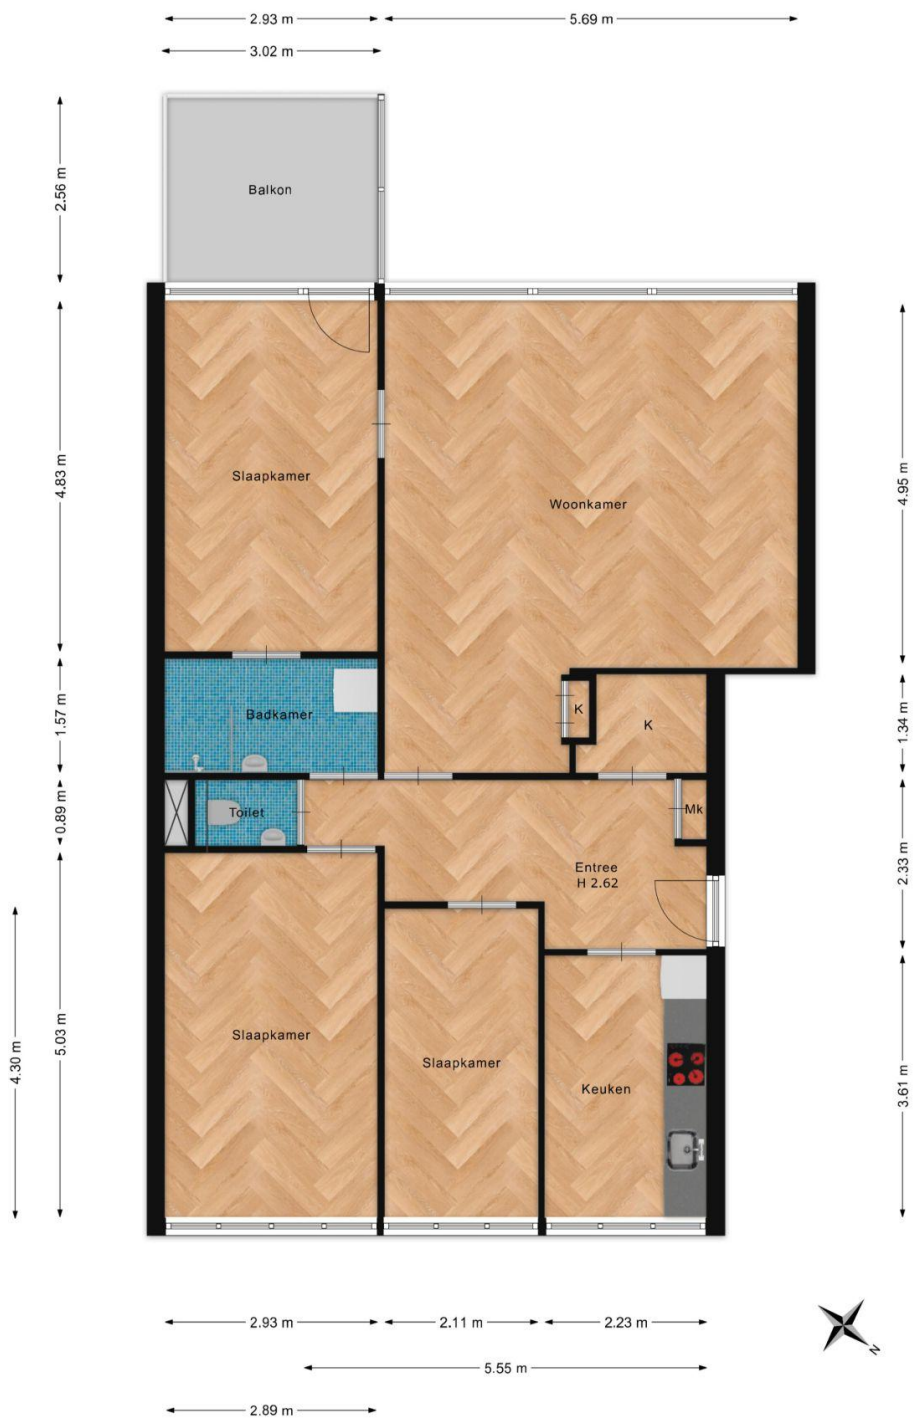 2.93 m
5.69 m
3.02 m
2.56 m
Balkon
4.83 m
4.95 m
Slaapkamer
Woonkamer
1.57 m
1.34 m
Badkamer
K
K
0.89 m
2.33 m
Toilet
Mk
Entree
H 2.62
4.30 m
5.03 m
3.61 m
Slaapkamer
Slaapkamer
Keuken
2.93 m
2.11 m
2.23 m
N
5.55 m
2.89 m